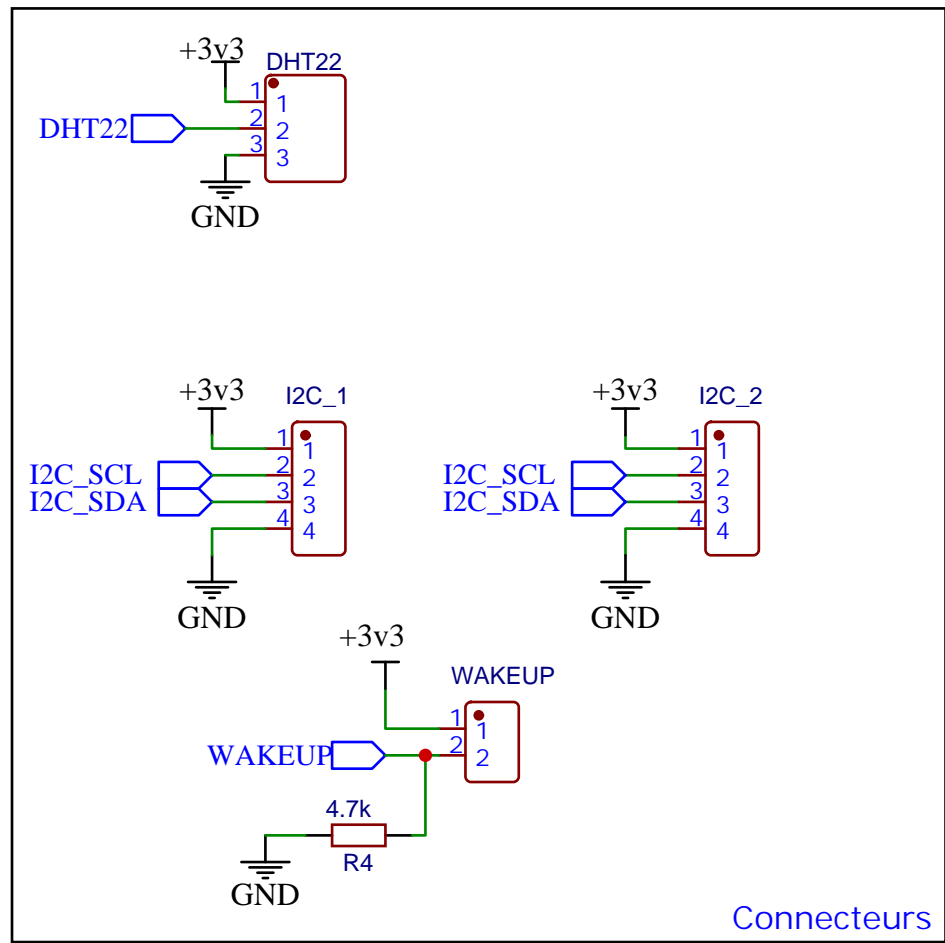 +3v3
DHT22
1 1
DHT22 2 2
3 3
GND
+3v3
I2C_1
1 1
I2C_SCL 2 2
I2C_SDA 3 3
4 4
GND
+3v3
I2C_2
1 1
I2C_SCL 2 2
I2C_SDA 3 3
4 4
GND
+3v3
WAKEUP
1 1
WAKEUP 2 2
4.7k
R4
GND
Connecteurs